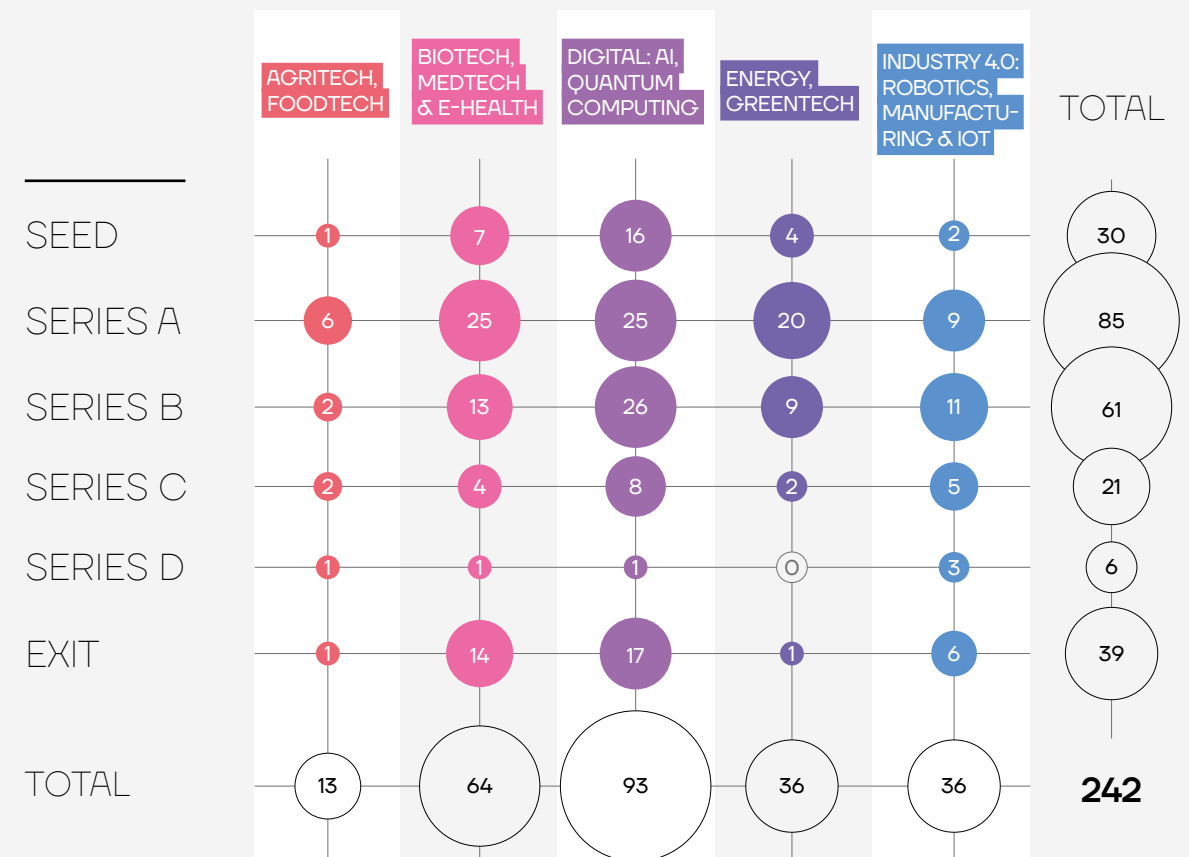 AGRITECH,
FOODTECH
BIOTECH,
MEDTECH
& E-HEALTH
DIGITAL: AI,
QUANTUM
COMPUTING
ENERGY,
GREENTECH
INDUSTRY 4.0:
ROBOTICS,
MANUFACTU-
RING & IOT
TOTAL
SEED 1 7 16 4 2 30
SERIES A 6 25 25 20 9 85
SERIES B 2 13 26 9 11 61
SERIES C 2 4 8 2 5 21
SERIES D 1 1 1 0 3 6
EXIT 1 14 17 1 6 39
TOTAL 13 64 93 36 36 242